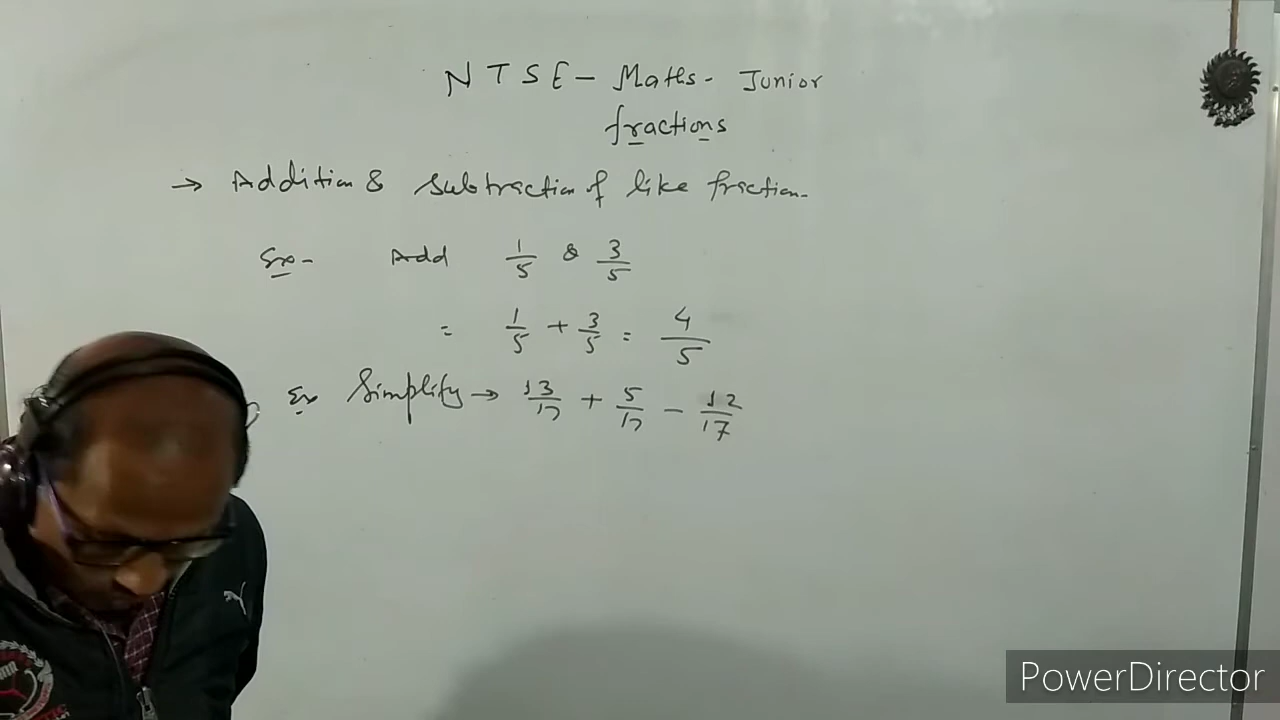 NTSE - Maths - Junior
fractions
→ Addition & subtraction of like fraction.
Ex- Add 1/5 & 3/5
= 1/5 + 3/5 = 4/5
Ex Simplify → 13/17 + 5/17 - 12/17
PowerDirector